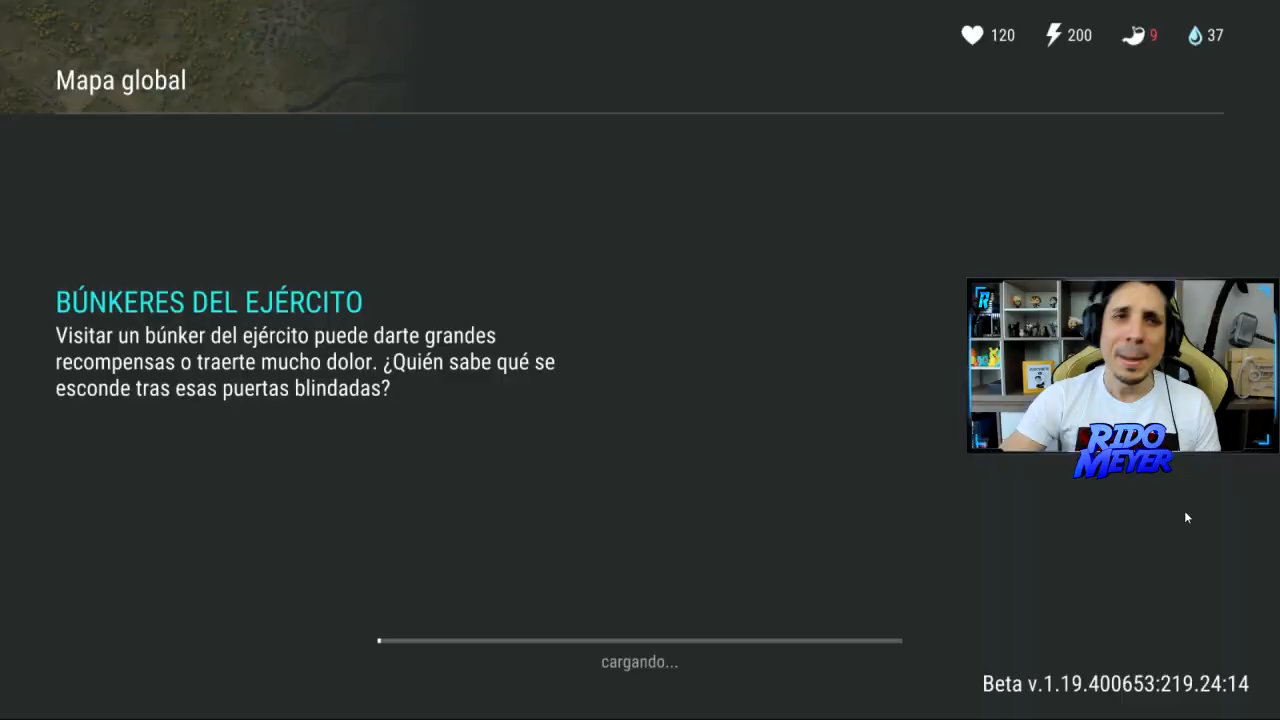 120
200
9
37
Mapa global
BÚNKERES DEL EJÉRCITO
Visitar un búnker del ejército puede darte grandes
recompensas o traerte mucho dolor. ¿Quién sabe qué se
esconde tras esas puertas blindadas?
R
RIDO
MEYER
cargando...
Beta v.1.19.400653:219.24:14